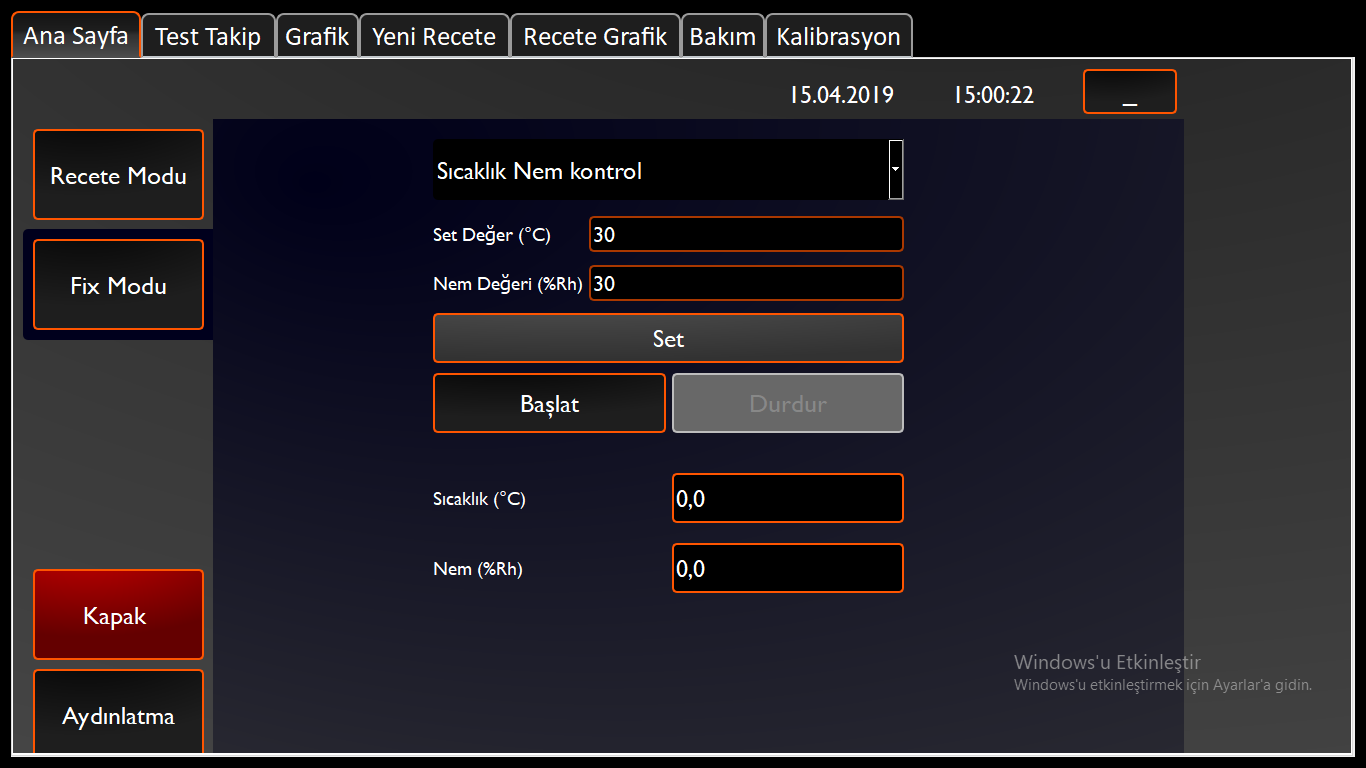 Ana Sayfa Test Takip Grafik Yeni Recete Recete Grafik Bakım Kalibrasyon
15.04.2019 15:00:22 _
Recete Modu
Fix Modu
Sıcaklık Nem kontrol
Set Değer (°C) 30
Nem Değeri (%Rh) 30
Set
Başlat Durdur
Sıcaklık (°C) 0,0
Nem (%Rh) 0,0
Kapak
Aydınlatma
Windows'u Etkinleştir
Windows'u etkinleştirmek için Ayarlar'a gidin.